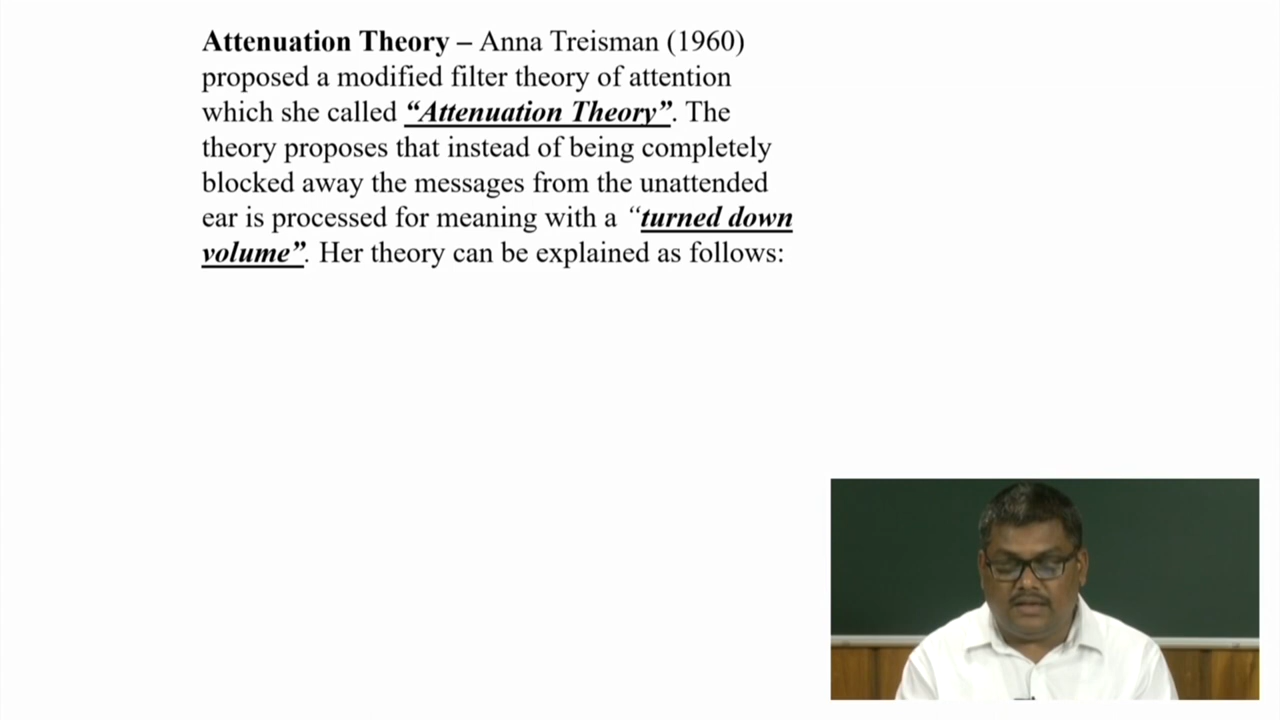 Attenuation Theory – Anna Treisman (1960)
proposed a modified filter theory of attention
which she called “Attenuation Theory”. The
theory proposes that instead of being completely
blocked away the messages from the unattended
ear is processed for meaning with a “turned down
volume”. Her theory can be explained as follows: